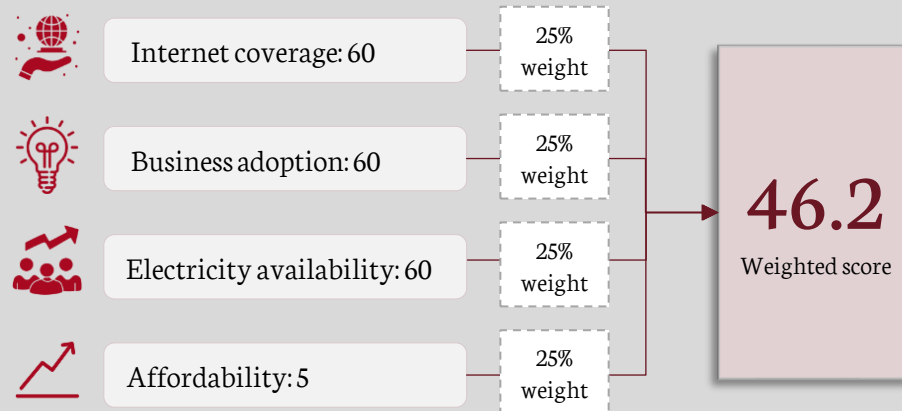 Internet coverage: 60
25%
weight
Business adoption: 60
25%
weight
Electricity availability: 60
25%
weight
Affordability: 5
25%
weight
46.2
Weighted score